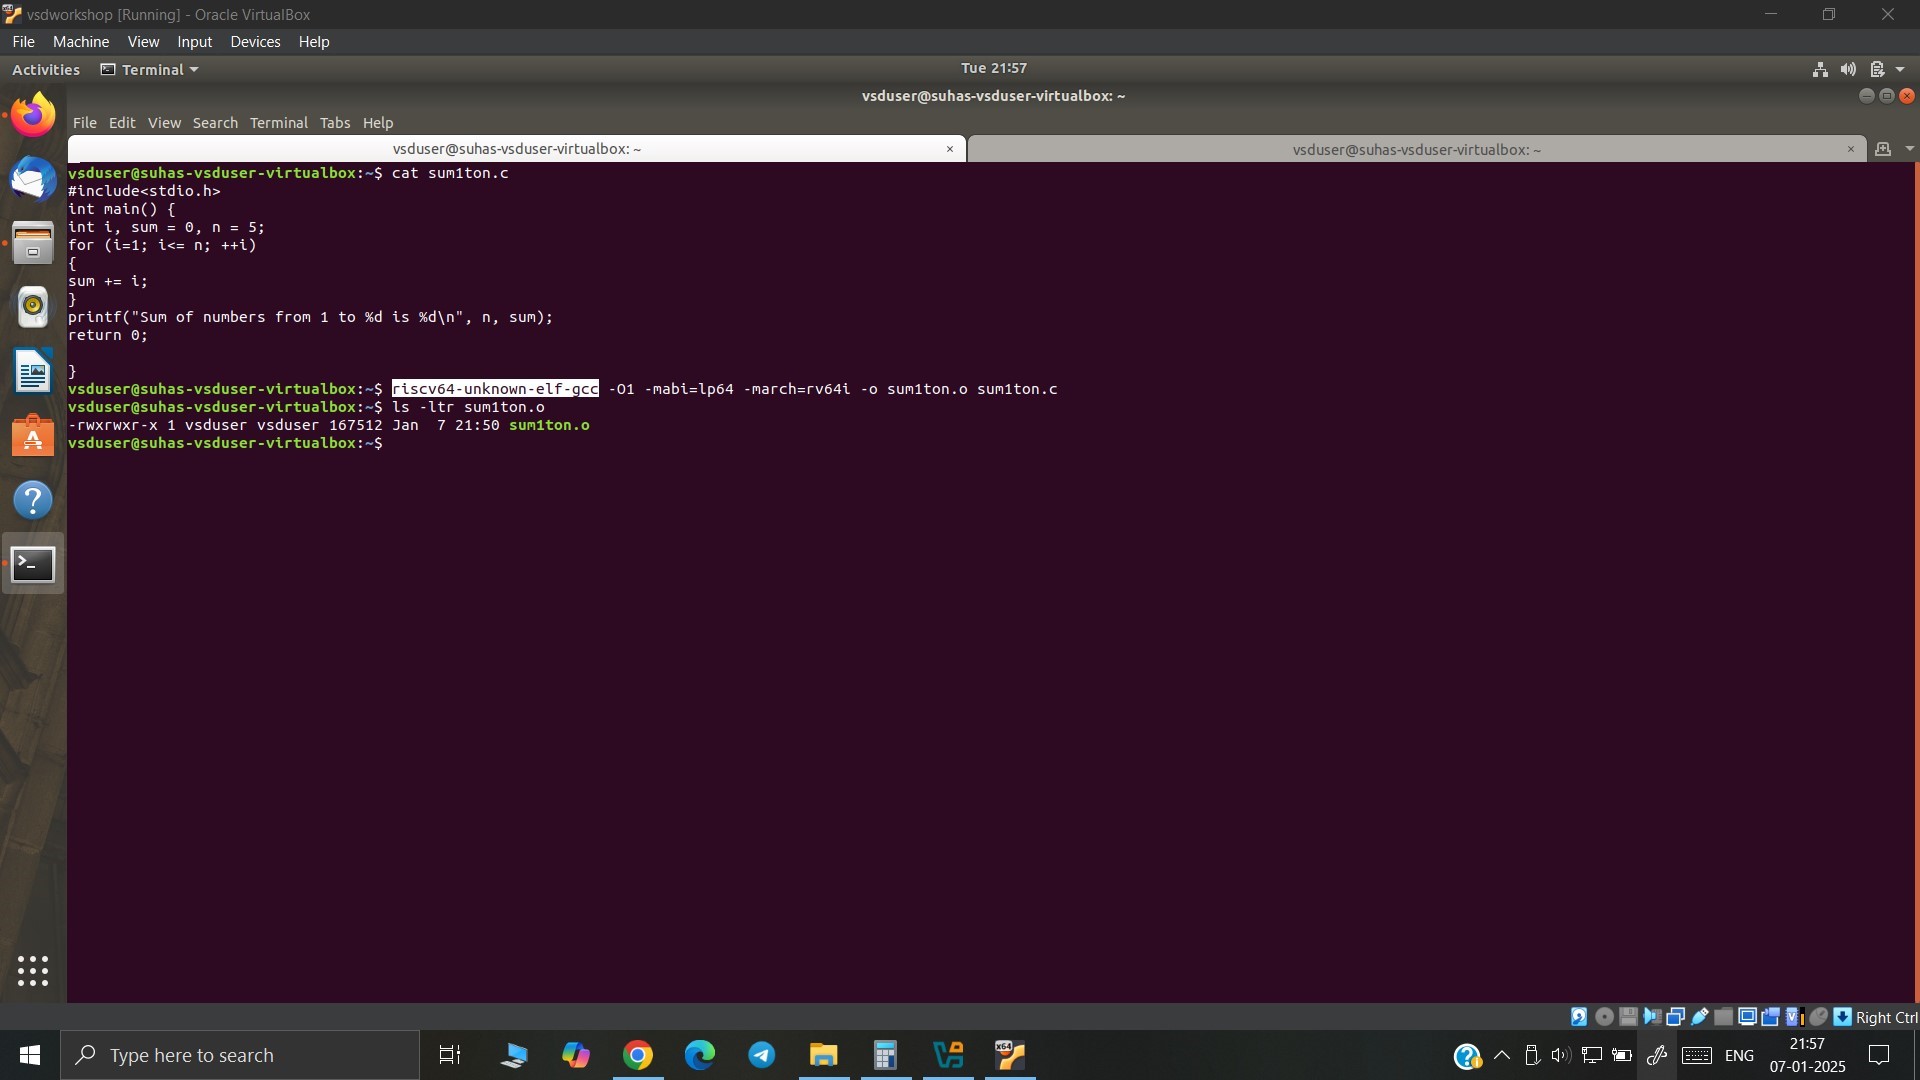 vsdworkshop [Running] - Oracle VirtualBox
File Machine View Input Devices Help
Activities Terminal Tue 21:57
vsduser@suhas-vsduser-virtualbox: ~
File Edit View Search Terminal Tabs Help
vsduser@suhas-vsduser-virtualbox: ~ × vsduser@suhas-vsduser-virtualbox: ~ ×
vsduser@suhas-vsduser-virtualbox:~$ cat sum1ton.c
#include<stdio.h>
int main() {
int i, sum = 0, n = 5;
for (i=1; i<= n; ++i)
{
sum += i;
}
printf("Sum of numbers from 1 to %d is %d\n", n, sum);
return 0;
}
vsduser@suhas-vsduser-virtualbox:~$ riscv64-unknown-elf-gcc -O1 -mabi=lp64 -march=rv64i -o sum1ton.o sum1ton.c
vsduser@suhas-vsduser-virtualbox:~$ ls -ltr sum1ton.o
-rwxrwxr-x 1 vsduser vsduser 167512 Jan  7 21:50 sum1ton.o
vsduser@suhas-vsduser-virtualbox:~$
Right Ctrl
Type here to search
ENG
21:57
07-01-2025